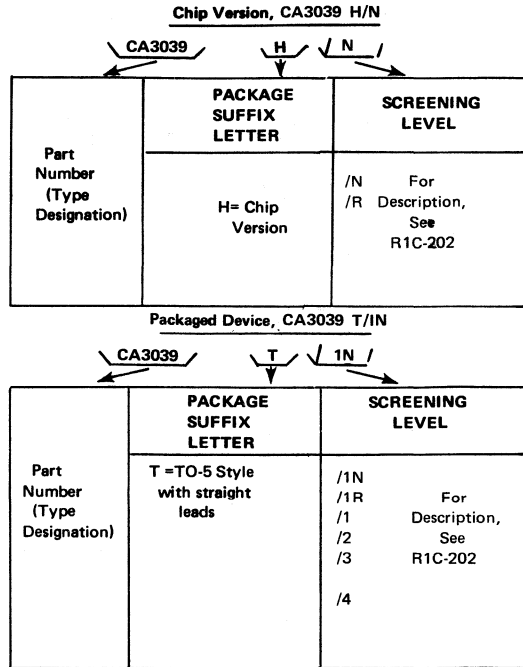 Chip Version, CA3039 H/N
CA3039 H / N /
Part
Number
(Type
Designation)
PACKAGE
SUFFIX
LETTER
H= Chip
Version
SCREENING
LEVEL
/N For
/R Description,
See
R1C-202
Packaged Device, CA3039 T/IN
CA3039 T / 1N /
Part
Number
(Type
Designation)
PACKAGE
SUFFIX
LETTER
T =TO-5 Style
with straight
leads
SCREENING
LEVEL
/1N
/1R For
/1 Description,
/2 See
/3 R1C-202
/4